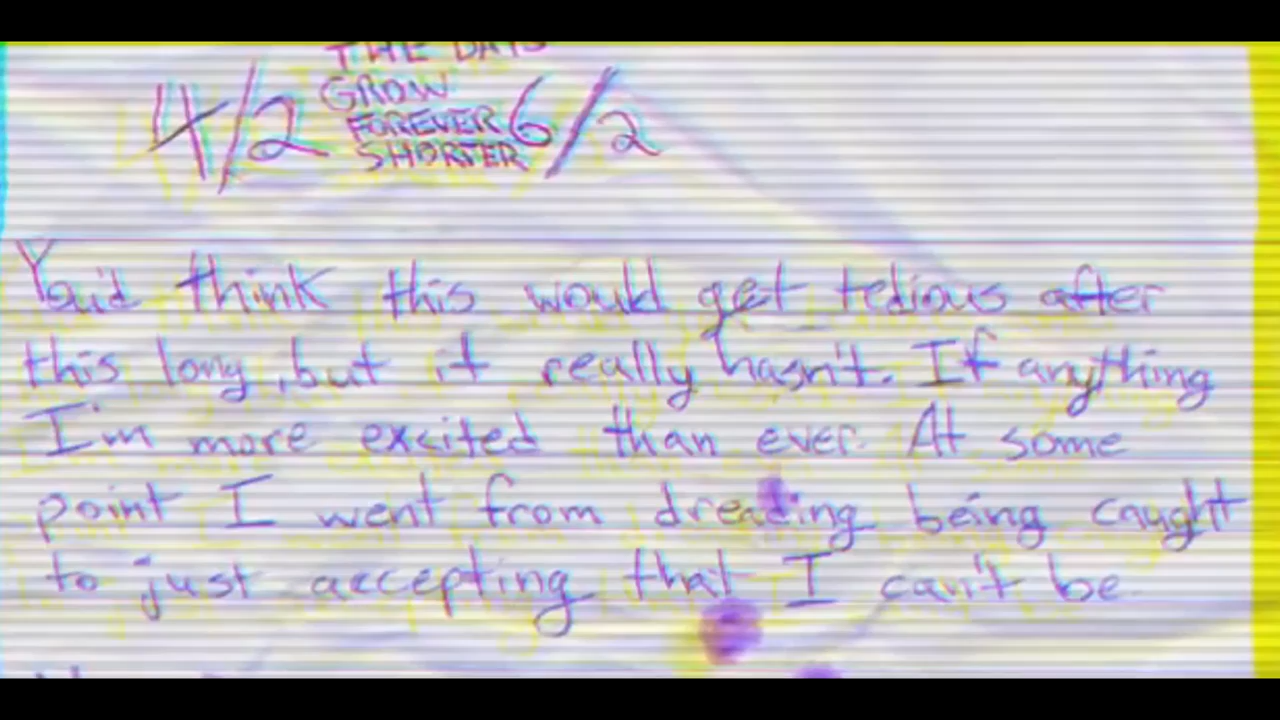 THE DAYS
GROW
FOREVER
SHORTER
4/2 6/2
You'd think this would get tedious after
this long, but it really hasn't. If anything
I'm more excited than ever. At some
point I went from dreading being caught
to just accepting that I can't be.